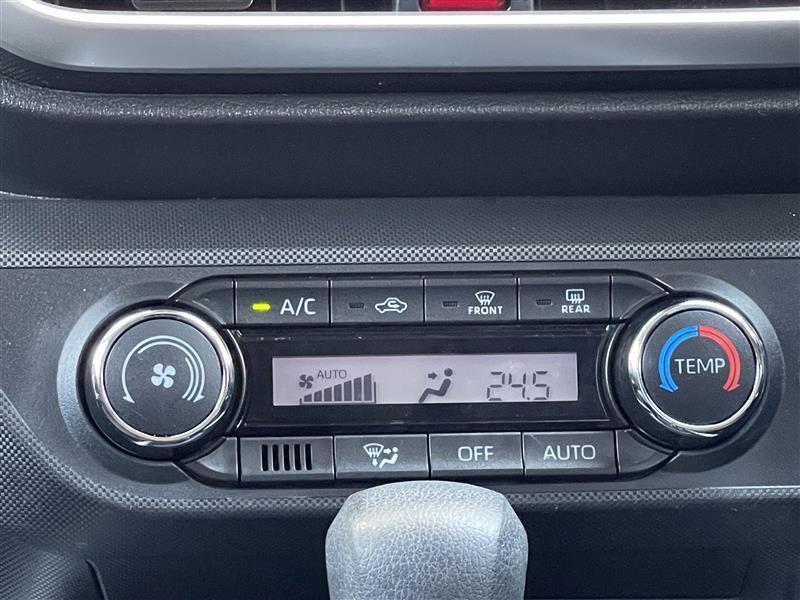 A/C
FRONT
REAR
AUTO
24.5
TEMP
OFF
AUTO